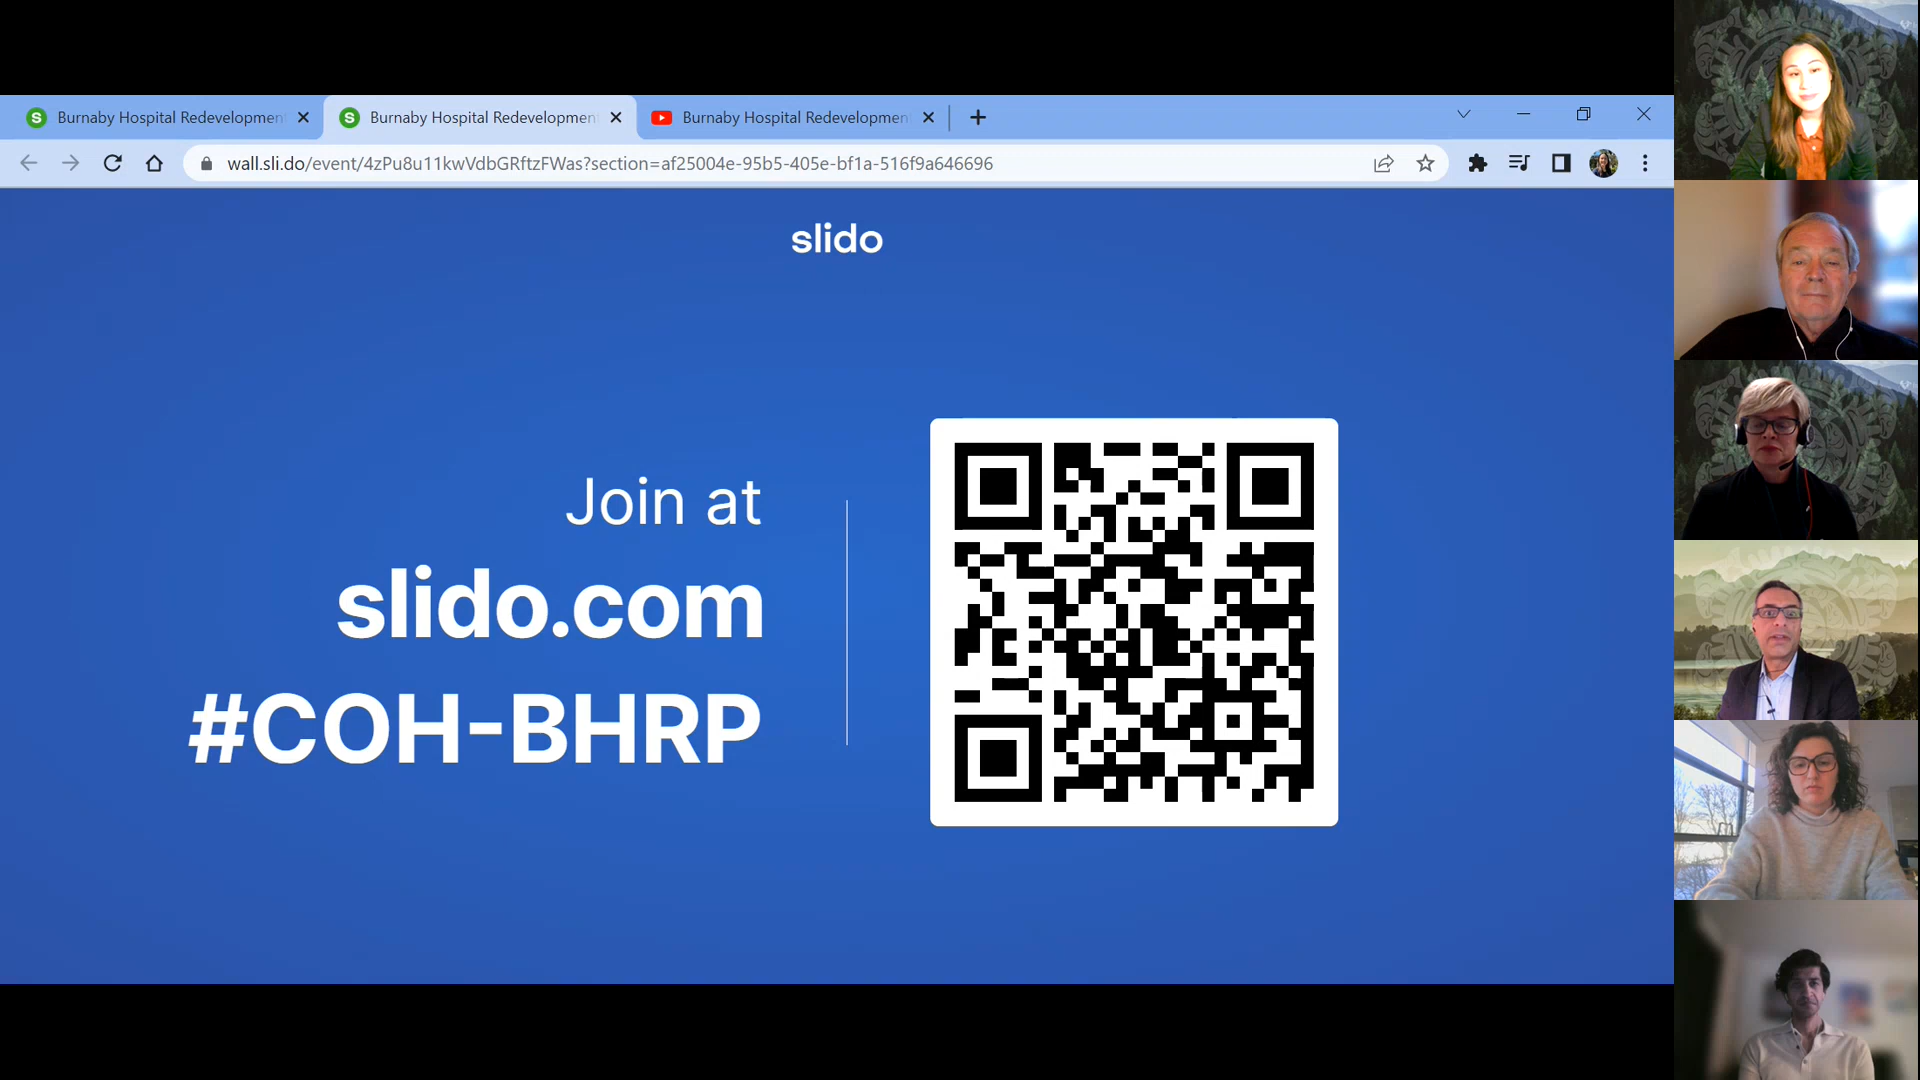 Burnaby Hospital Redevelopmen
Burnaby Hospital Redevelopmen
Burnaby Hospital Redevelopmen
wall.sli.do/event/4zPu8u11kwVdbGRftzFWas?section=af25004e-95b5-405e-bf1a-516f9a646696
slido
Join at
slido.com
#COH-BHRP